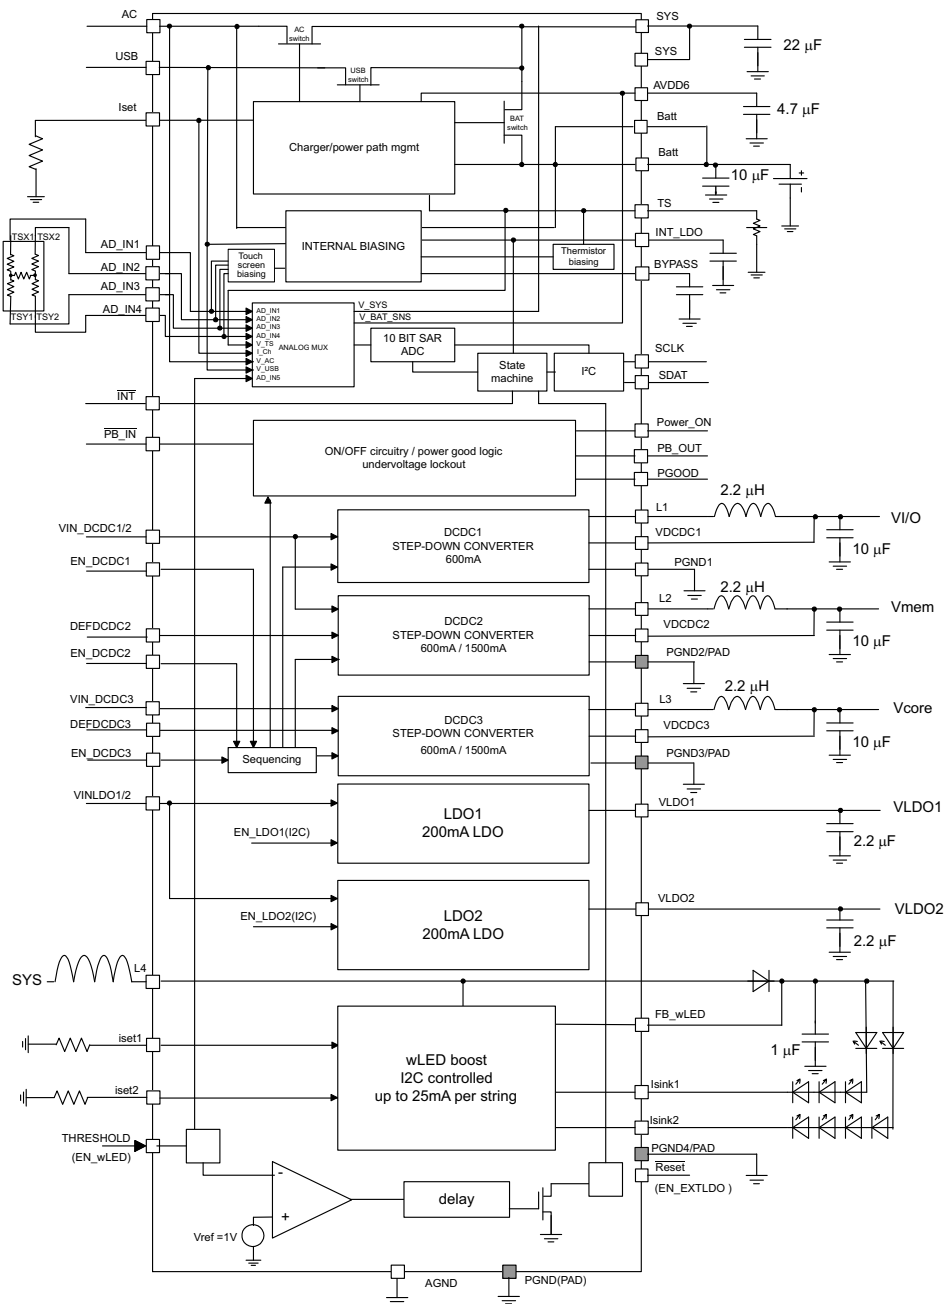 AC
AC
switch
SYS
22 μF
USB
USB
switch
SYS
AVDD6
4.7 μF
Iset
BAT
switch
Batt
Charger/power path mgmt
Batt
10 μF
+
-
TS
TSX1
TSX2
AD_IN1
INTERNAL BIASING
INT_LDO
Touch
screen
biasing
Thermistor
biasing
AD_IN2
BYPASS
AD_IN3
TSY1
TSY2
AD_IN4
V_SYS
V_BAT_SNS
AD_IN1
AD_IN2
AD_IN3
AD_IN4
V_TS
I_Ch
V_AC
V_USB
AD_IN5
ANALOG MUX
10 BIT SAR
ADC
State
machine
I²C
SCLK
SDAT
INT
PB_IN
ON/OFF circuitry / power good logic
undervoltage lockout
Power_ON
PB_OUT
PGOOD
VIN_DCDC1/2
DCDC1
STEP-DOWN CONVERTER
600mA
L1
2.2 μH
VI/O
VDCDC1
10 μF
EN_DCDC1
PGND1
DCDC2
STEP-DOWN CONVERTER
600mA / 1500mA
L2
2.2 μH
Vmem
DEFDCDC2
VDCDC2
10 μF
EN_DCDC2
PGND2/PAD
VIN_DCDC3
DCDC3
STEP-DOWN CONVERTER
600mA / 1500mA
L3
2.2 μH
Vcore
DEFDCDC3
VDCDC3
10 μF
EN_DCDC3
Sequencing
PGND3/PAD
VINLDO1/2
LDO1
200mA LDO
VLDO1
VLDO1
EN_LDO1(I2C)
2.2 μF
LDO2
200mA LDO
VLDO2
VLDO2
EN_LDO2(I2C)
2.2 μF
SYS
L4
FB_wLED
iset1
wLED boost
I2C controlled
up to 25mA per string
1 μF
iset2
Isink1
Isink2
THRESHOLD
(EN_wLED)
PGND4/PAD
Reset
(EN_EXTLDO )
-
+
delay
Vref =1V
AGND
PGND(PAD)